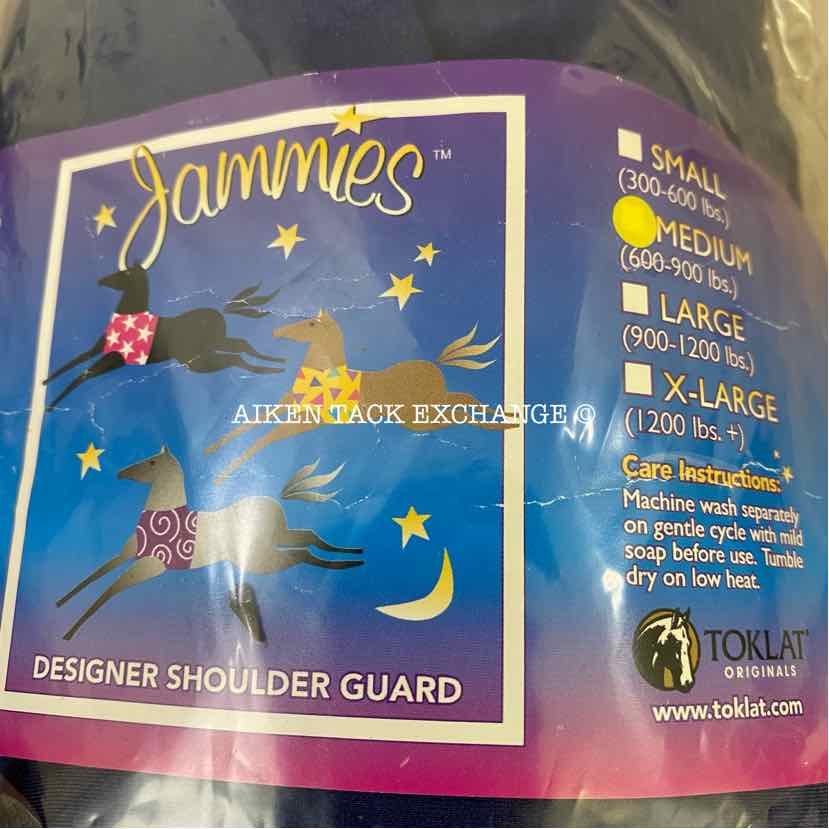 Jammies™
SMALL
(300-600 lbs.)
MEDIUM
(600-900 lbs.)
LARGE
(900-1200 lbs.)
X-LARGE
(1200 lbs. +)
AIKEN TACK EXCHANGE ©
Care Instructions:
Machine wash separately
on gentle cycle with mild
soap before use. Tumble
dry on low heat.
TOKLAT®
ORIGINALS
www.toklat.com
DESIGNER SHOULDER GUARD